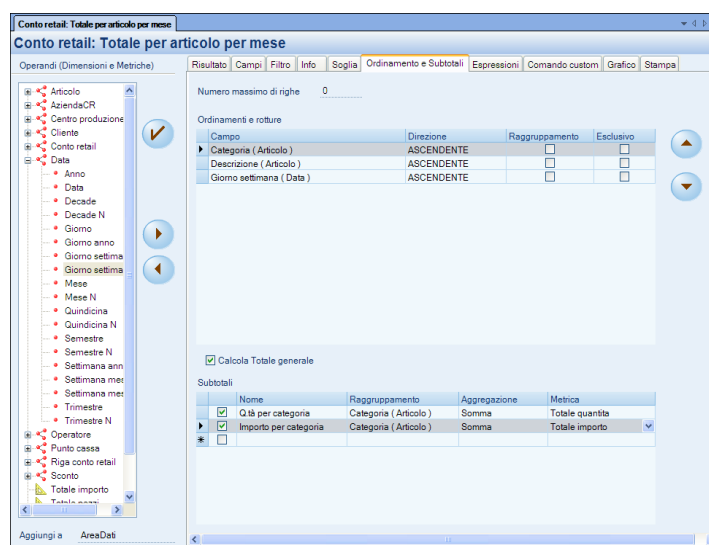 Conto retail: Totale per articolo per mese
Conto retail: Totale per articolo per mese
Operandi (Dimensioni e Metriche)
Risultato Campi Filtro Info Soglia Ordinamento e Subtotali Espressioni Comando custom Grafico Stampa
Articolo
AziendaCR
Centro produzione
Cliente
Conto retail
Data
Anno
Data
Decade
Decade N
Giorno
Giorno anno
Giorno settima
Giorno settima
Mese
Mese N
Quindicina
Quindicina N
Semestre
Semestre N
Settimana ann
Settimana mes
Settimana mes
Trimestre
Trimestre N
Operatore
Punto cassa
Riga conto retail
Sconto
Totale importo
Totale pezzi
Aggiungi a AreaDati
Numero massimo di righe 0
Ordinamenti e rotture
Campo Direzione Raggruppamento Esclusivo
Categoria ( Articolo ) ASCENDENTE
Descrizione ( Articolo ) ASCENDENTE
Giorno settimana ( Data ) ASCENDENTE
Calcola Totale generale
Subtotali
Nome Raggruppamento Aggregazione Metrica
Q.tà per categoria Categoria ( Articolo ) Somma Totale quantita
Importo per categoria Categoria ( Articolo ) Somma Totale importo